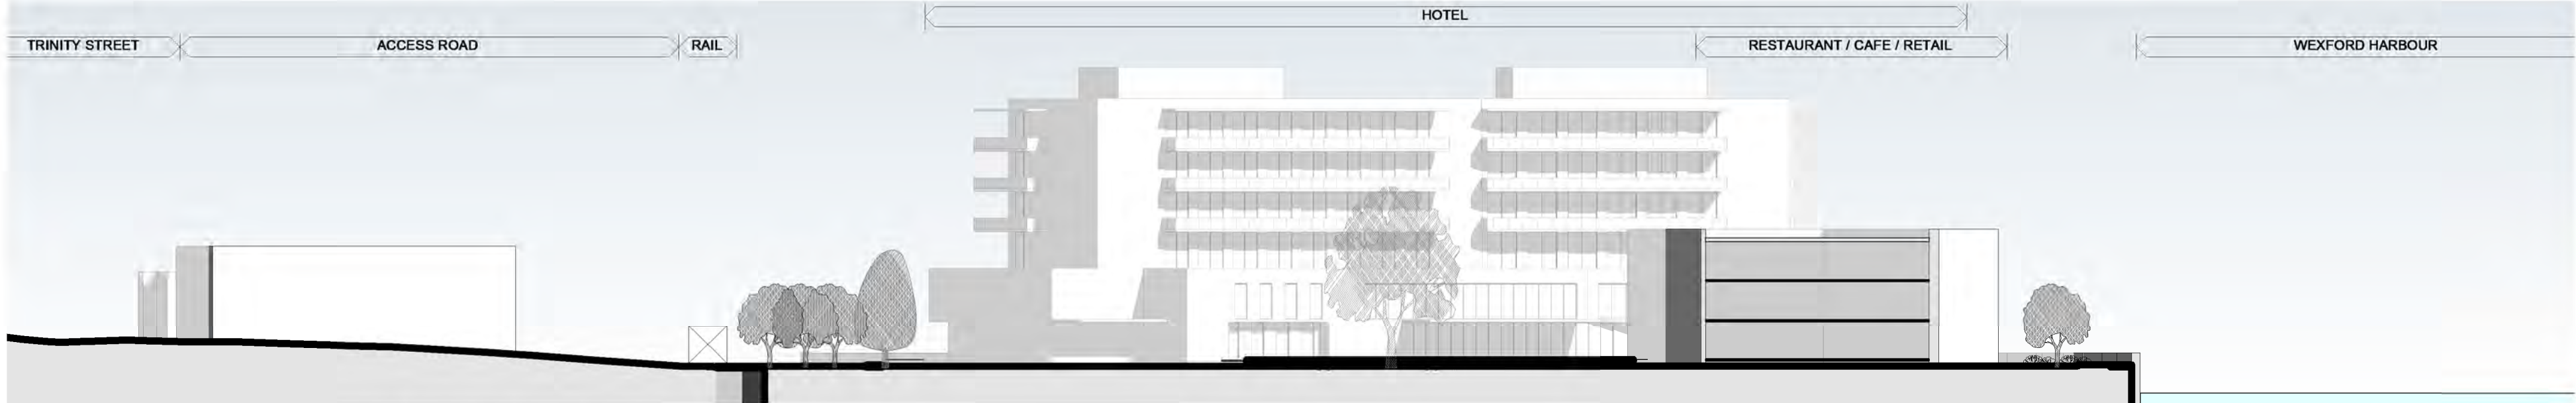 HOTEL
TRINITY STREET
ACCESS ROAD
RAIL
RESTAURANT / CAFE / RETAIL
WEXFORD HARBOUR